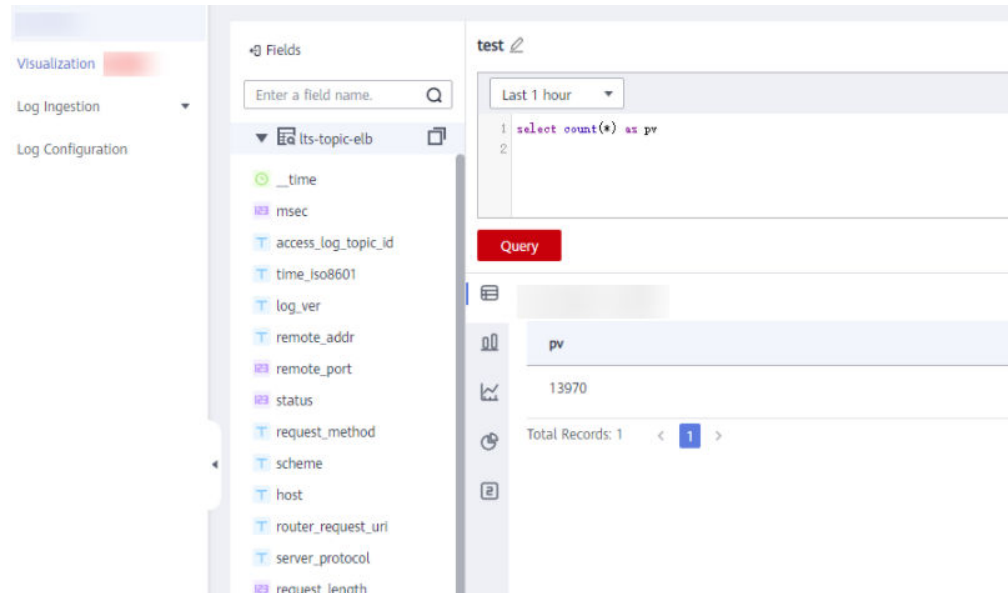 Visualization
Log Ingestion
Log Configuration
Fields
Enter a field name.
lts-topic-elb
__time
msec
access_log_topic_id
time_iso8601
log_ver
remote_addr
remote_port
status
request_method
scheme
host
router_request_uri
server_protocol
request_length
test
Last 1 hour
1 select count(*) as pv
2
Query
pv
13970
Total Records: 1 < 1 >